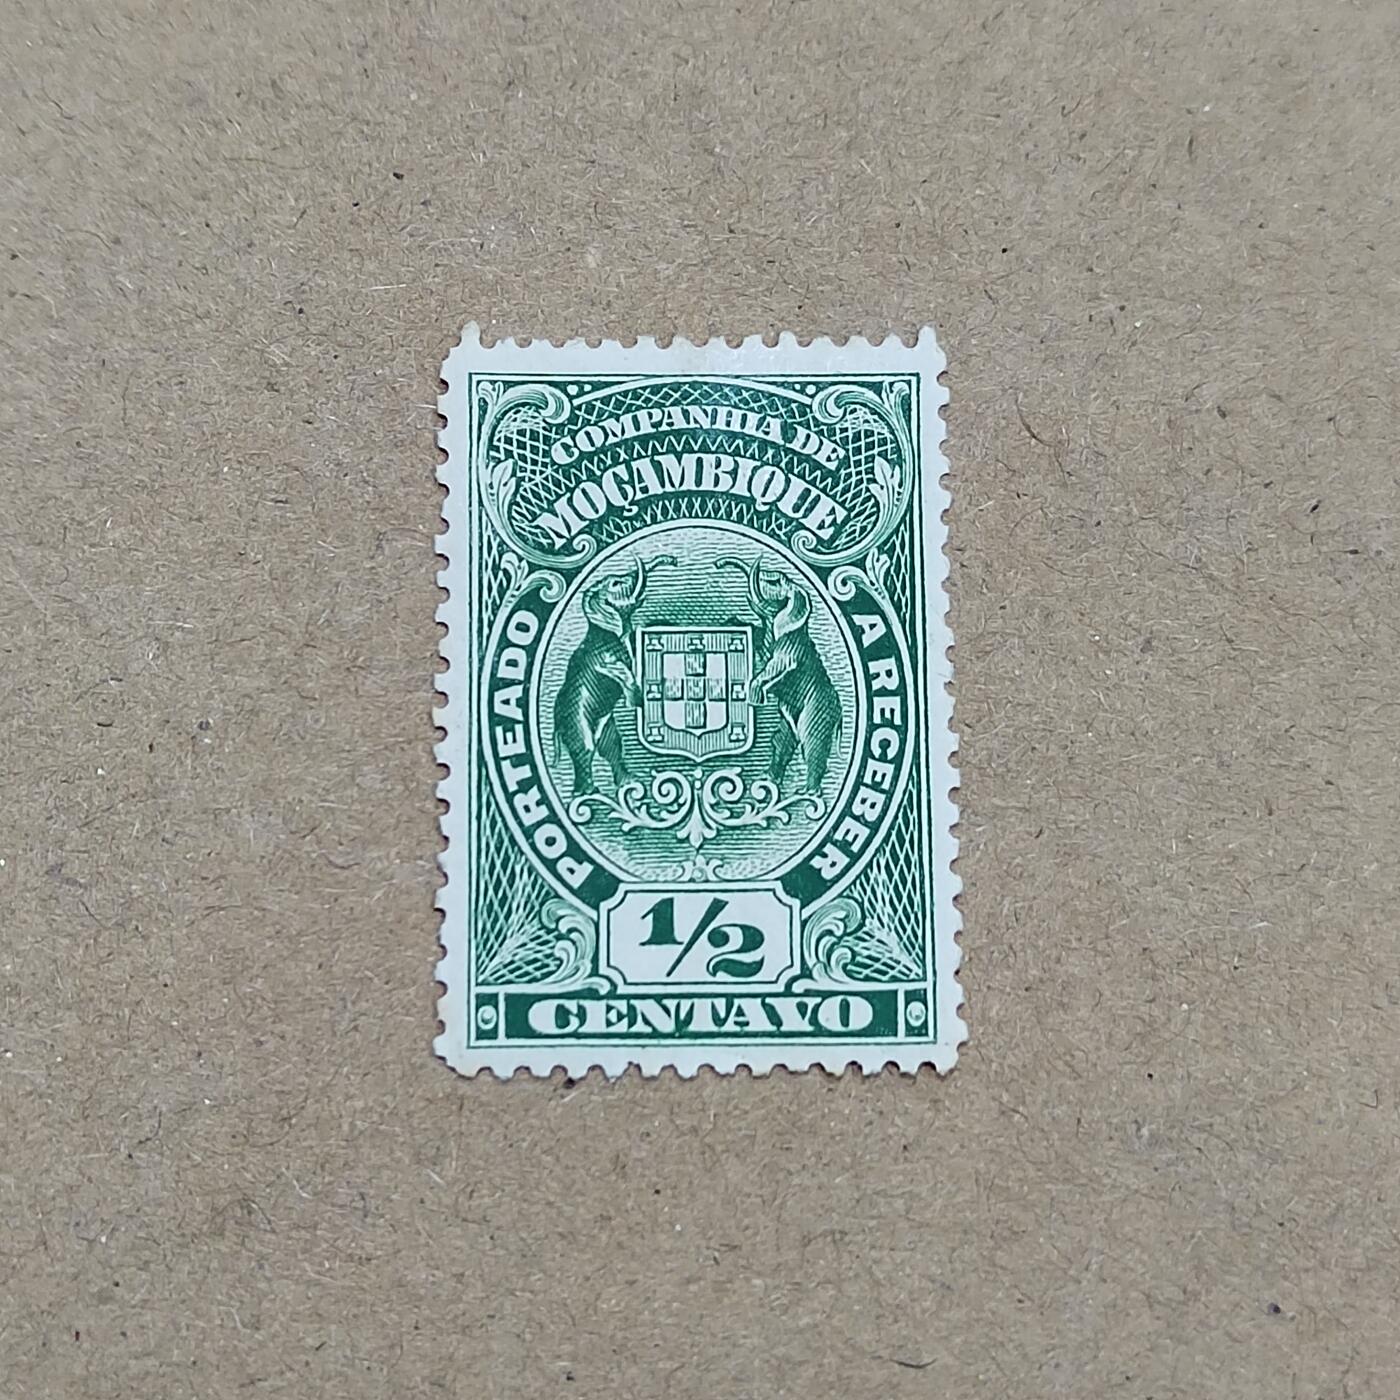 COMPANHIA DE
MOÇAMBIQUE
PORTEADO
A RECEBER
1/2
CENTAVO